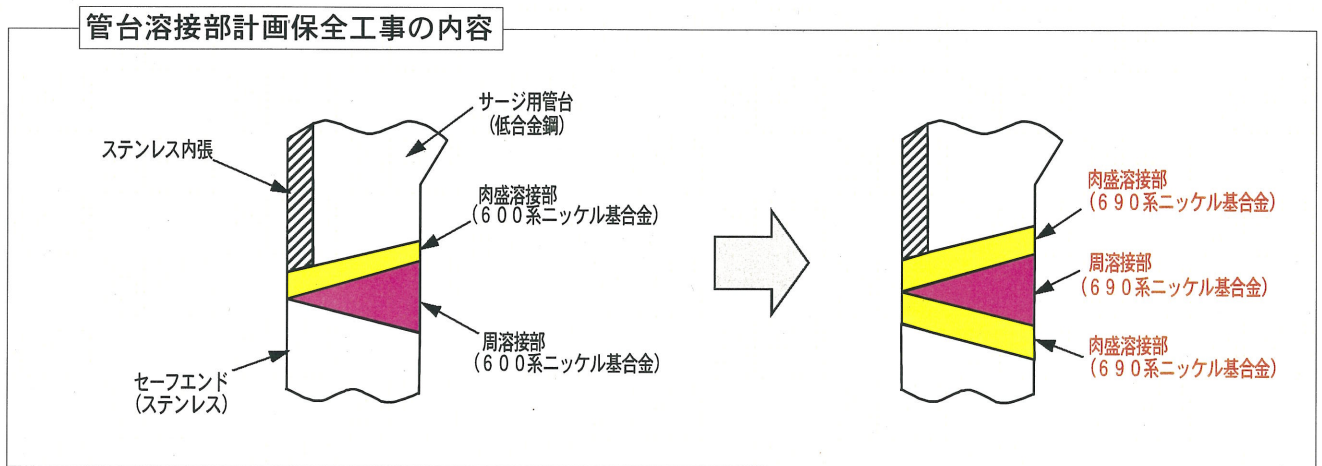 管台溶接部計画保全工事の内容
サージ用管台
(低合金鋼)
ステンレス内張
肉盛溶接部
(600系ニッケル基合金)
周溶接部
(600系ニッケル基合金)
セーフエンド
(ステンレス)
肉盛溶接部
(690系ニッケル基合金)
周溶接部
(690系ニッケル基合金)
肉盛溶接部
(690系ニッケル基合金)